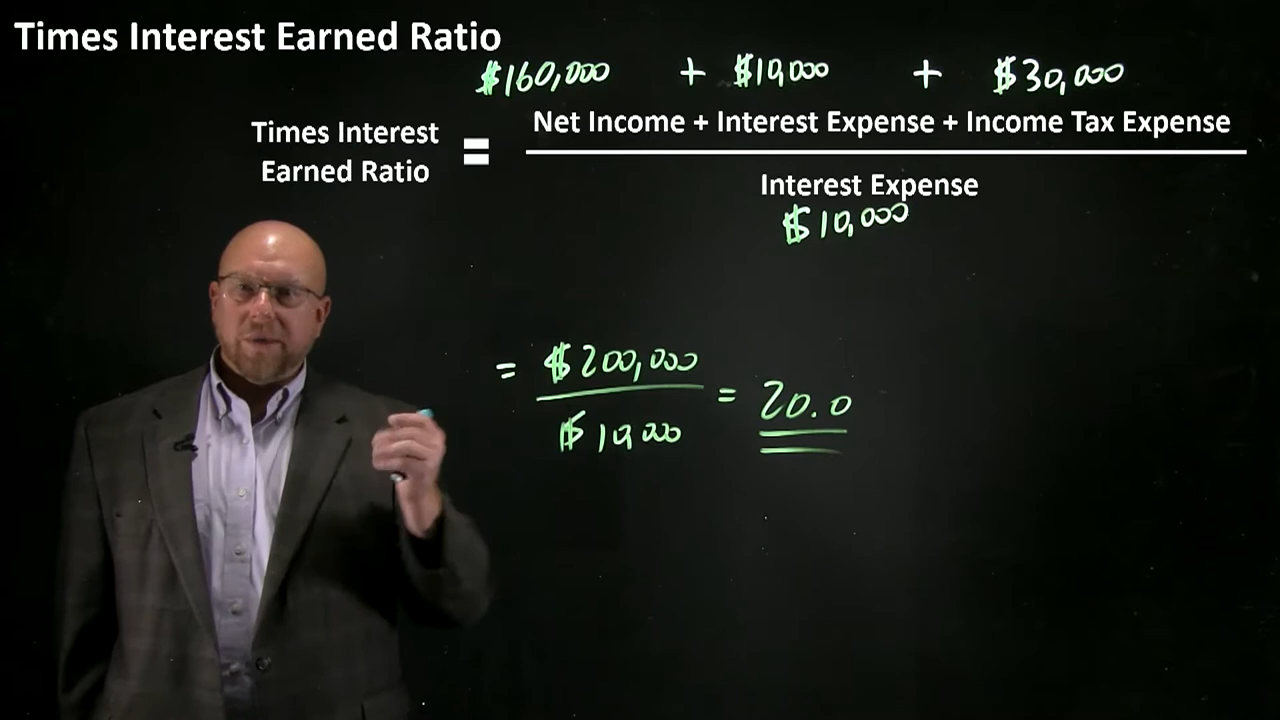 Times Interest Earned Ratio
$160,000 + $10,000 + $30,000
Times Interest
Earned Ratio
=
Net Income + Interest Expense + Income Tax Expense
Interest Expense
$10,000
= $200,000
$10,000
= 20.0